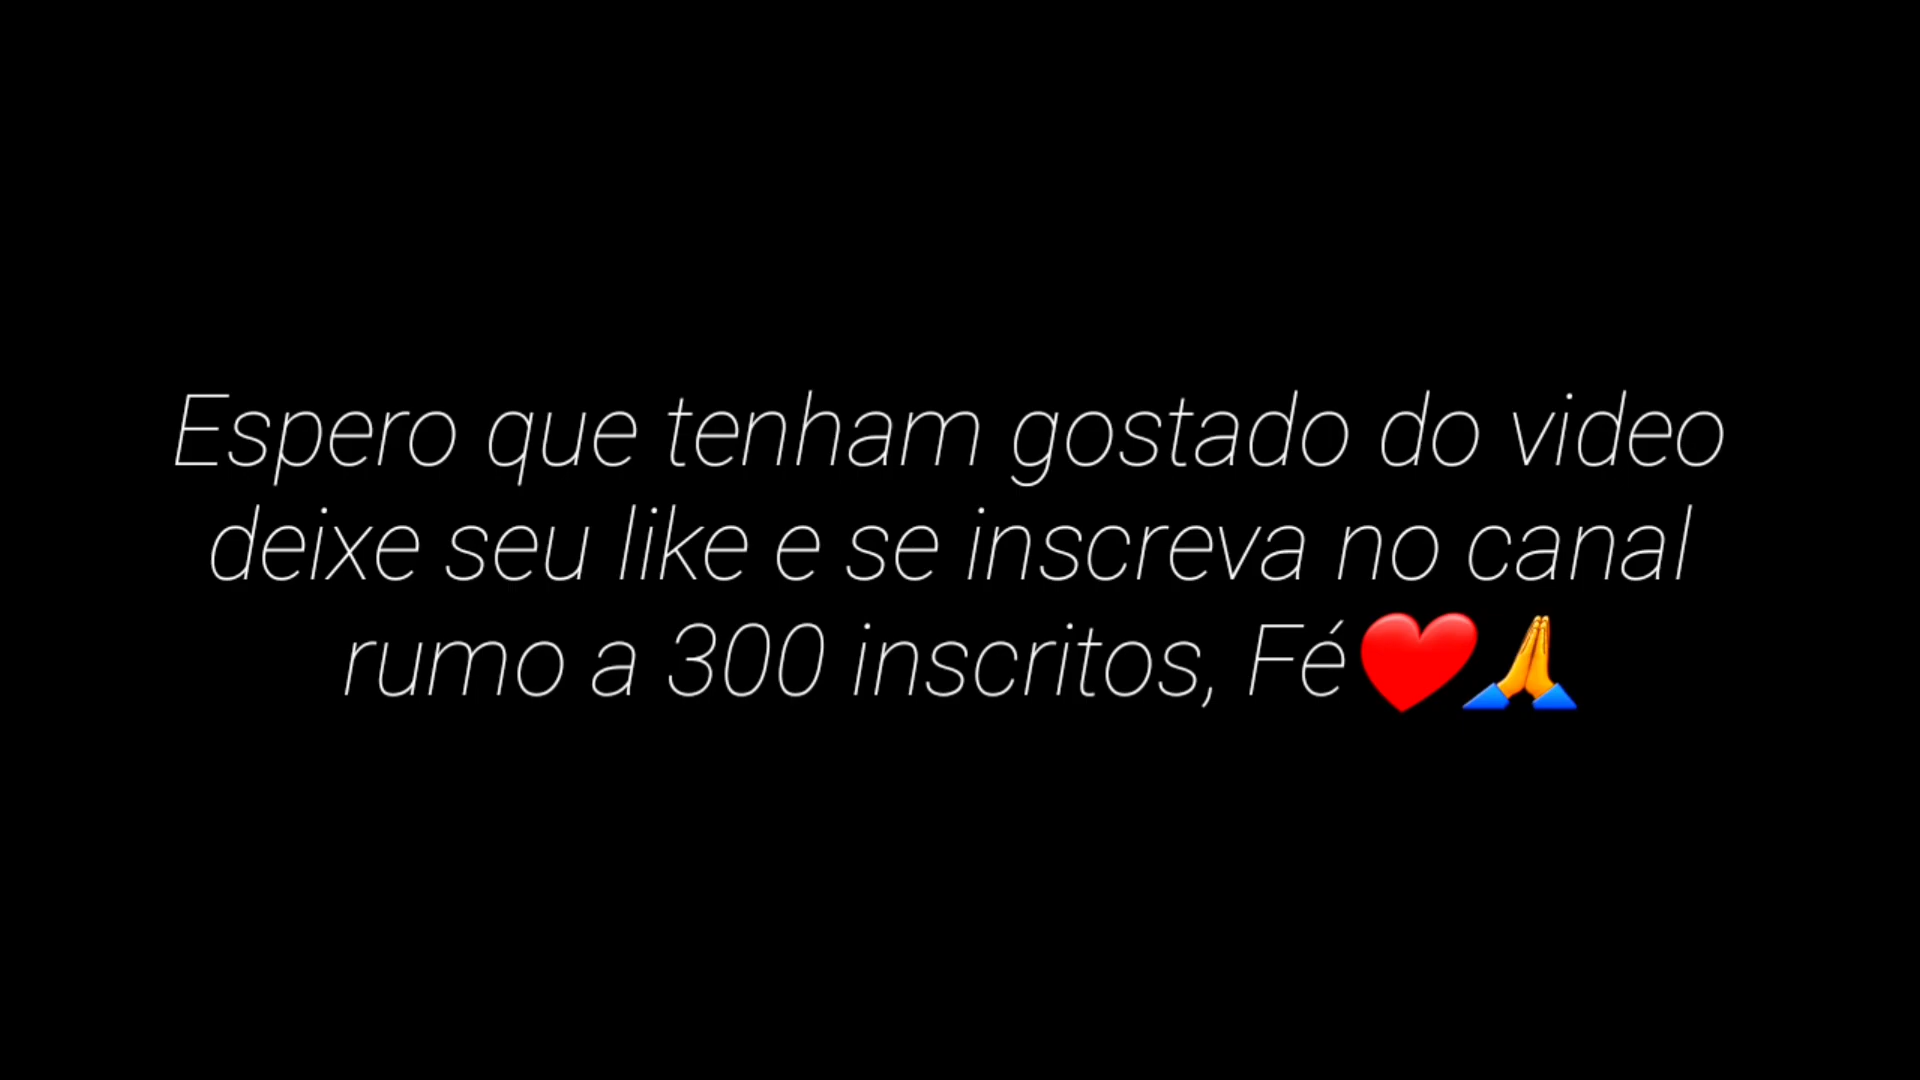 Espero que tenham gostado do video
deixe seu like e se inscreva no canal
rumo a 300 inscritos, Fé❤️🙏